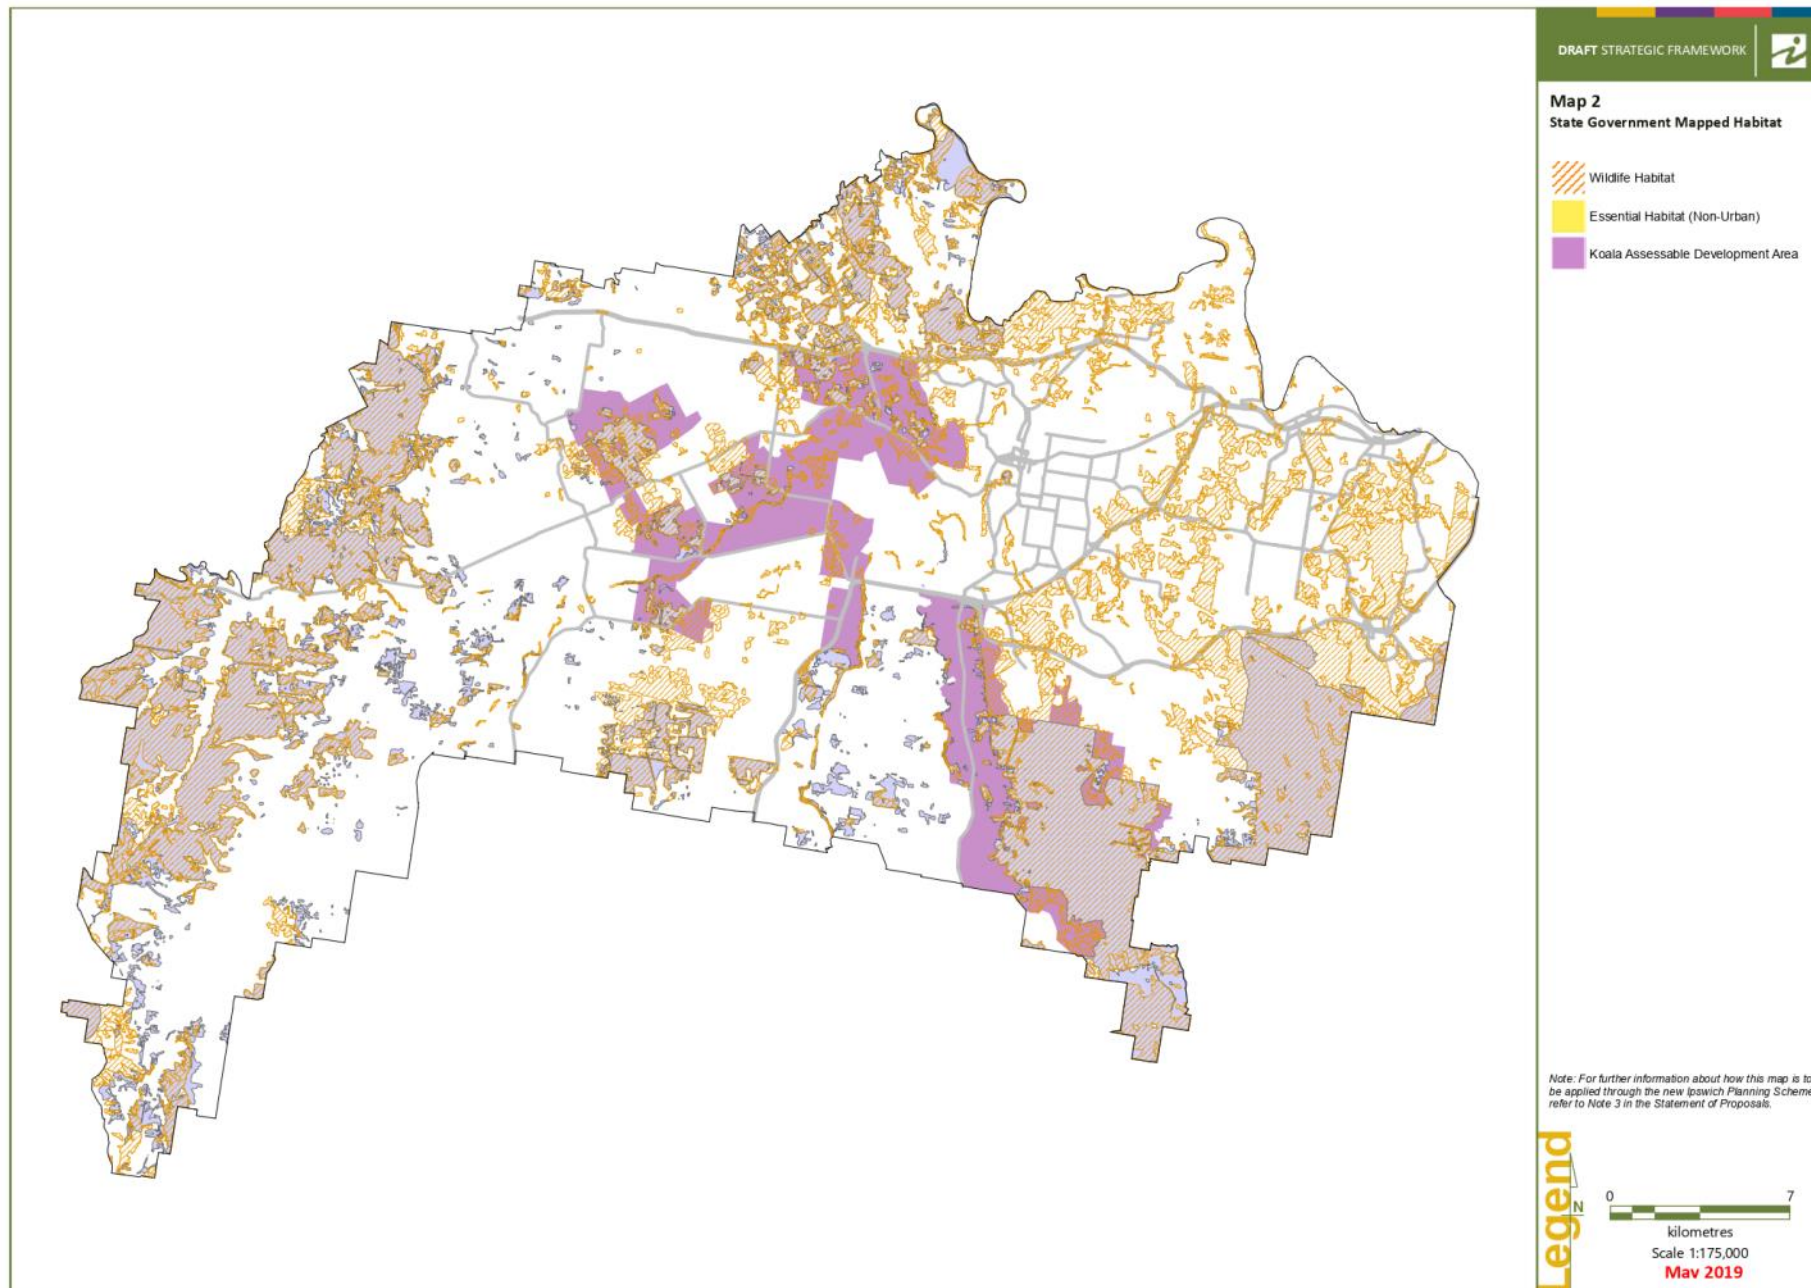 DRAFT STRATEGIC FRAMEWORK
Map 2
State Government Mapped Habitat
Wildlife Habitat
Essential Habitat (Non-Urban)
Koala Assessable Development Area
Note: For further information about how this map is to
be applied through the new Ipswich Planning Scheme
refer to Note 3 in the Statement of Proposals.
Legend
N
0 7
kilometres
Scale 1:175,000
May 2019